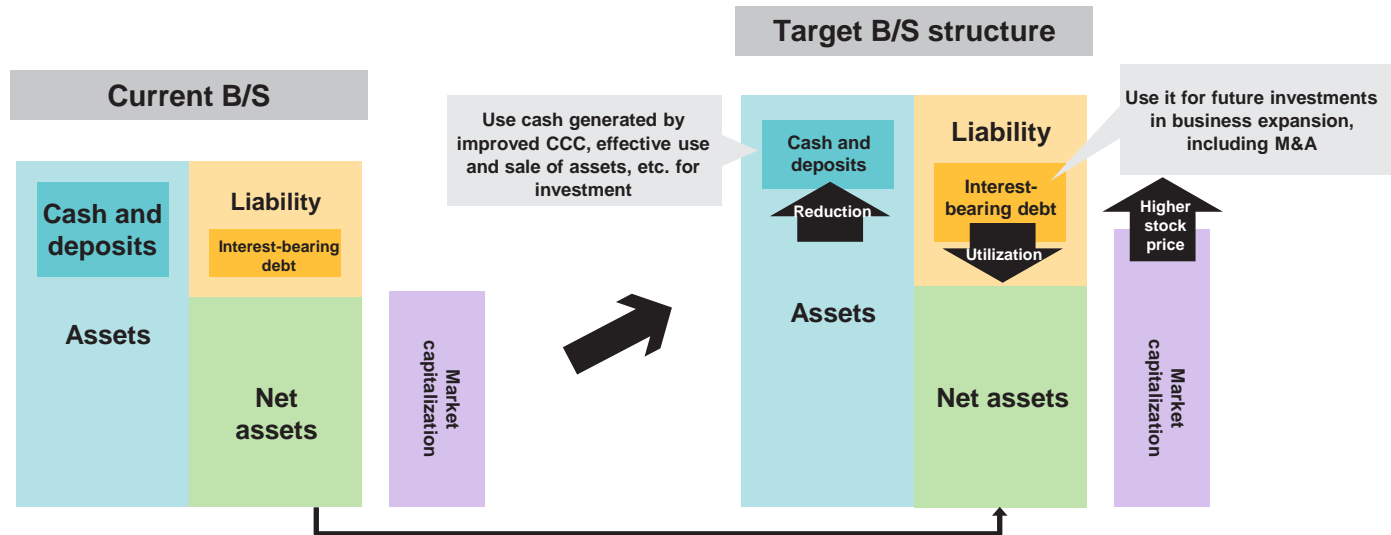 Current B/S
Cash and
deposits
Assets
Liability
Interest-bearing
debt
Net
assets
Market
capitalization
Target B/S structure
Use cash generated by
improved CCC, effective use
and sale of assets, etc. for
investment
Cash and
deposits
Reduction
Assets
Liability
Interest-
bearing debt
Utilization
Net assets
Use it for future investments
in business expansion,
including M&A
Higher
stock
price
Market
capitalization